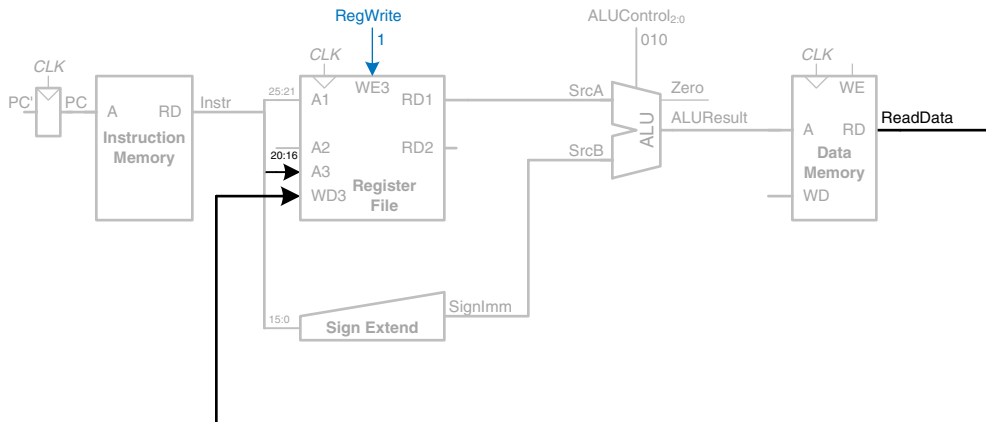 RegWrite
1
ALUControl2:0
010
CLK
PC'
PC
A
RD
Instruction
Memory
Instr
25:21
20:16
15:0
CLK
WE3
A1
RD1
A2
RD2
A3
WD3
Register
File
Sign Extend
SignImm
SrcA
SrcB
ALU
Zero
ALUResult
CLK
WE
A
RD
Data
Memory
WD
ReadData